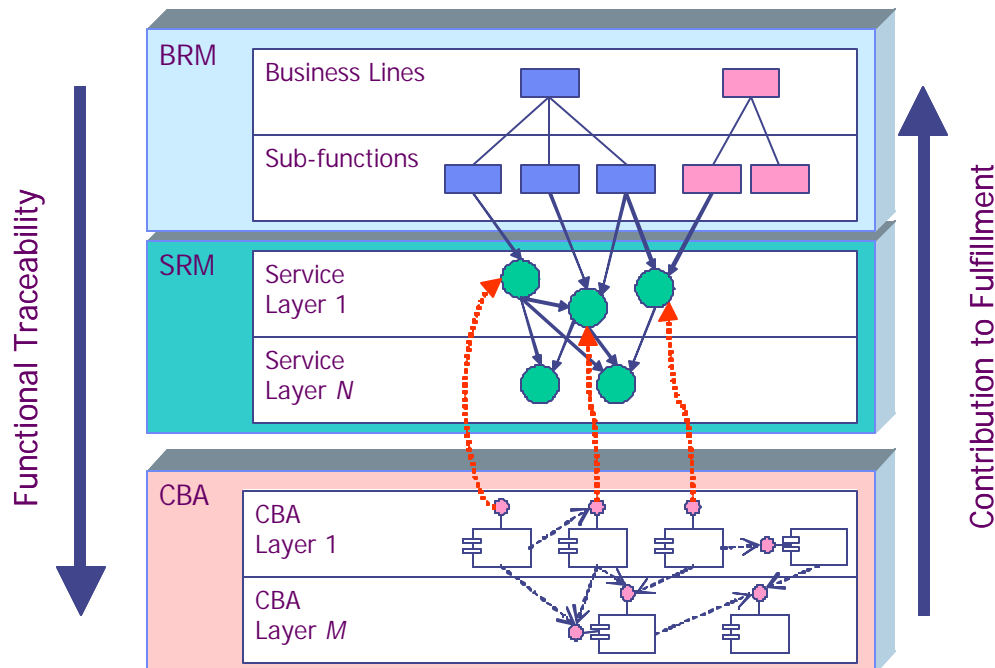 BRM
Business Lines
Sub-functions
SRM
Service
Layer 1
Service
Layer N
CBA
CBA
Layer 1
CBA
Layer M
Functional Traceability
Contribution to Fulfillment